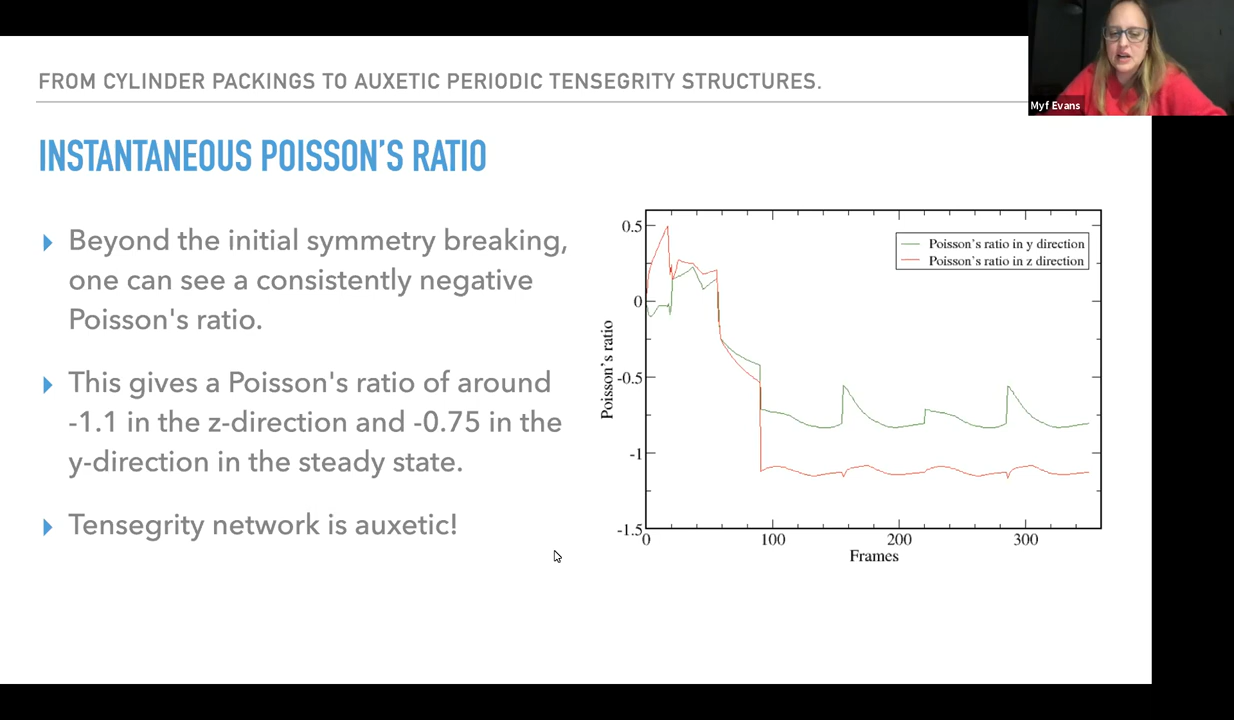 FROM CYLINDER PACKINGS TO AUXETIC PERIODIC TENSEGRITY STRUCTURES.
Myf Evans
INSTANTANEOUS POISSON'S RATIO
Beyond the initial symmetry breaking,
one can see a consistently negative
Poisson's ratio.
This gives a Poisson's ratio of around
-1.1 in the z-direction and -0.75 in the
y-direction in the steady state.
Tensegrity network is auxetic!
Poisson's ratio in y direction
Poisson's ratio in z direction
Poisson's ratio
0.5
0
-0.5
-1
-1.5
0
100
200
300
Frames